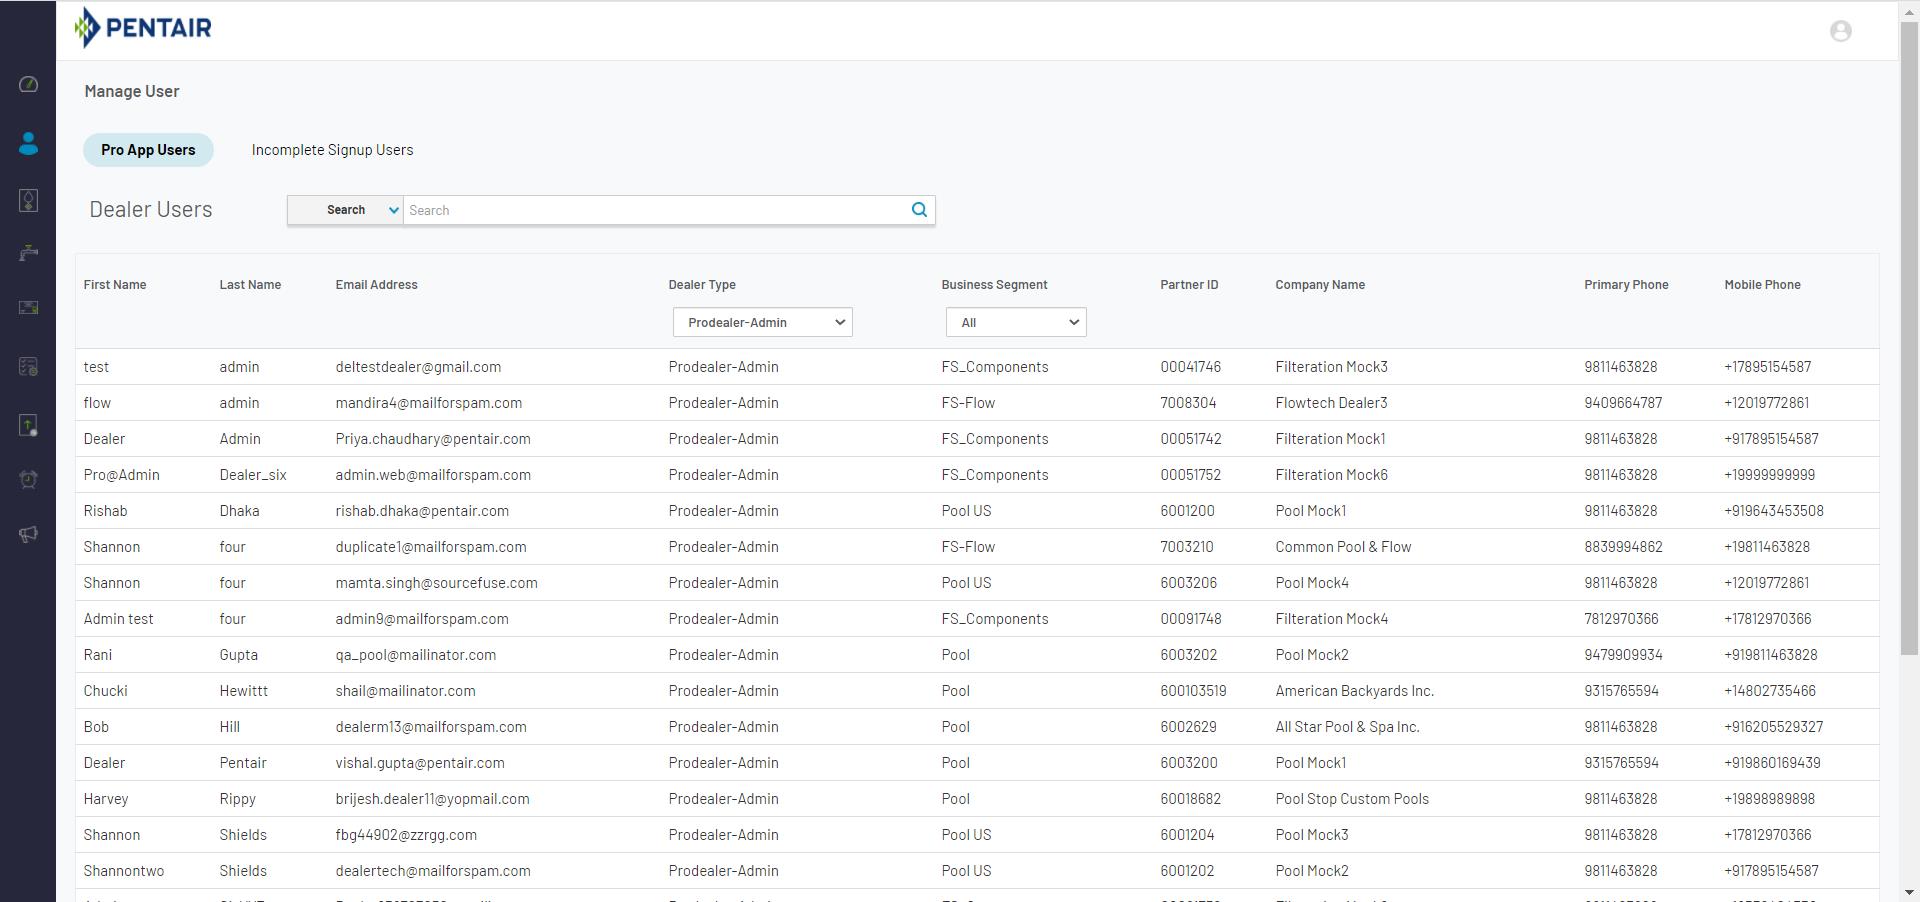 PENTAIR
Manage User
Pro App Users Incomplete Signup Users
Dealer Users Search Search
First Name Last Name Email Address Dealer Type Business Segment Partner ID Company Name Primary Phone Mobile Phone
Prodealer-Admin All
test admin deltestdealer@gmail.com Prodealer-Admin FS_Components 00041746 Filteration Mock3 9811463828 +17895154587
flow admin mandira4@mailforspam.com Prodealer-Admin FS-Flow 7008304 Flowtech Dealer3 9409664787 +12019772861
Dealer Admin Priya.chaudhary@pentair.com Prodealer-Admin FS_Components 00051742 Filteration Mock1 9811463828 +917895154587
Pro@Admin Dealer_six admin.web@mailforspam.com Prodealer-Admin FS_Components 00051752 Filteration Mock6 9811463828 +19999999999
Rishab Dhaka rishab.dhaka@pentair.com Prodealer-Admin Pool US 6001200 Pool Mock1 9811463828 +919643453508
Shannon four duplicate1@mailforspam.com Prodealer-Admin FS-Flow 7003210 Common Pool & Flow 8839994862 +19811463828
Shannon four mamta.singh@sourcefuse.com Prodealer-Admin Pool US 6003206 Pool Mock4 9811463828 +12019772861
Admin test four admin9@mailforspam.com Prodealer-Admin FS_Components 00091748 Filteration Mock4 7812970366 +17812970366
Rani Gupta qa_pool@mailinator.com Prodealer-Admin Pool 6003202 Pool Mock2 9479909934 +919811463828
Chucki Hewittt shail@mailinator.com Prodealer-Admin Pool 600103519 American Backyards Inc. 9315765594 +14802735466
Bob Hill dealerm13@mailforspam.com Prodealer-Admin Pool 6002629 All Star Pool & Spa Inc. 9811463828 +916205529327
Dealer Pentair vishal.gupta@pentair.com Prodealer-Admin Pool 6003200 Pool Mock1 9315765594 +919860169439
Harvey Rippy brijesh.dealer11@yopmail.com Prodealer-Admin Pool 60018682 Pool Stop Custom Pools 9811463828 +19898989898
Shannon Shields fbg44902@zzrgg.com Prodealer-Admin Pool US 6001204 Pool Mock3 9811463828 +17812970366
Shannontwo Shields dealertech@mailforspam.com Prodealer-Admin Pool US 6001202 Pool Mock2 9811463828 +917895154587